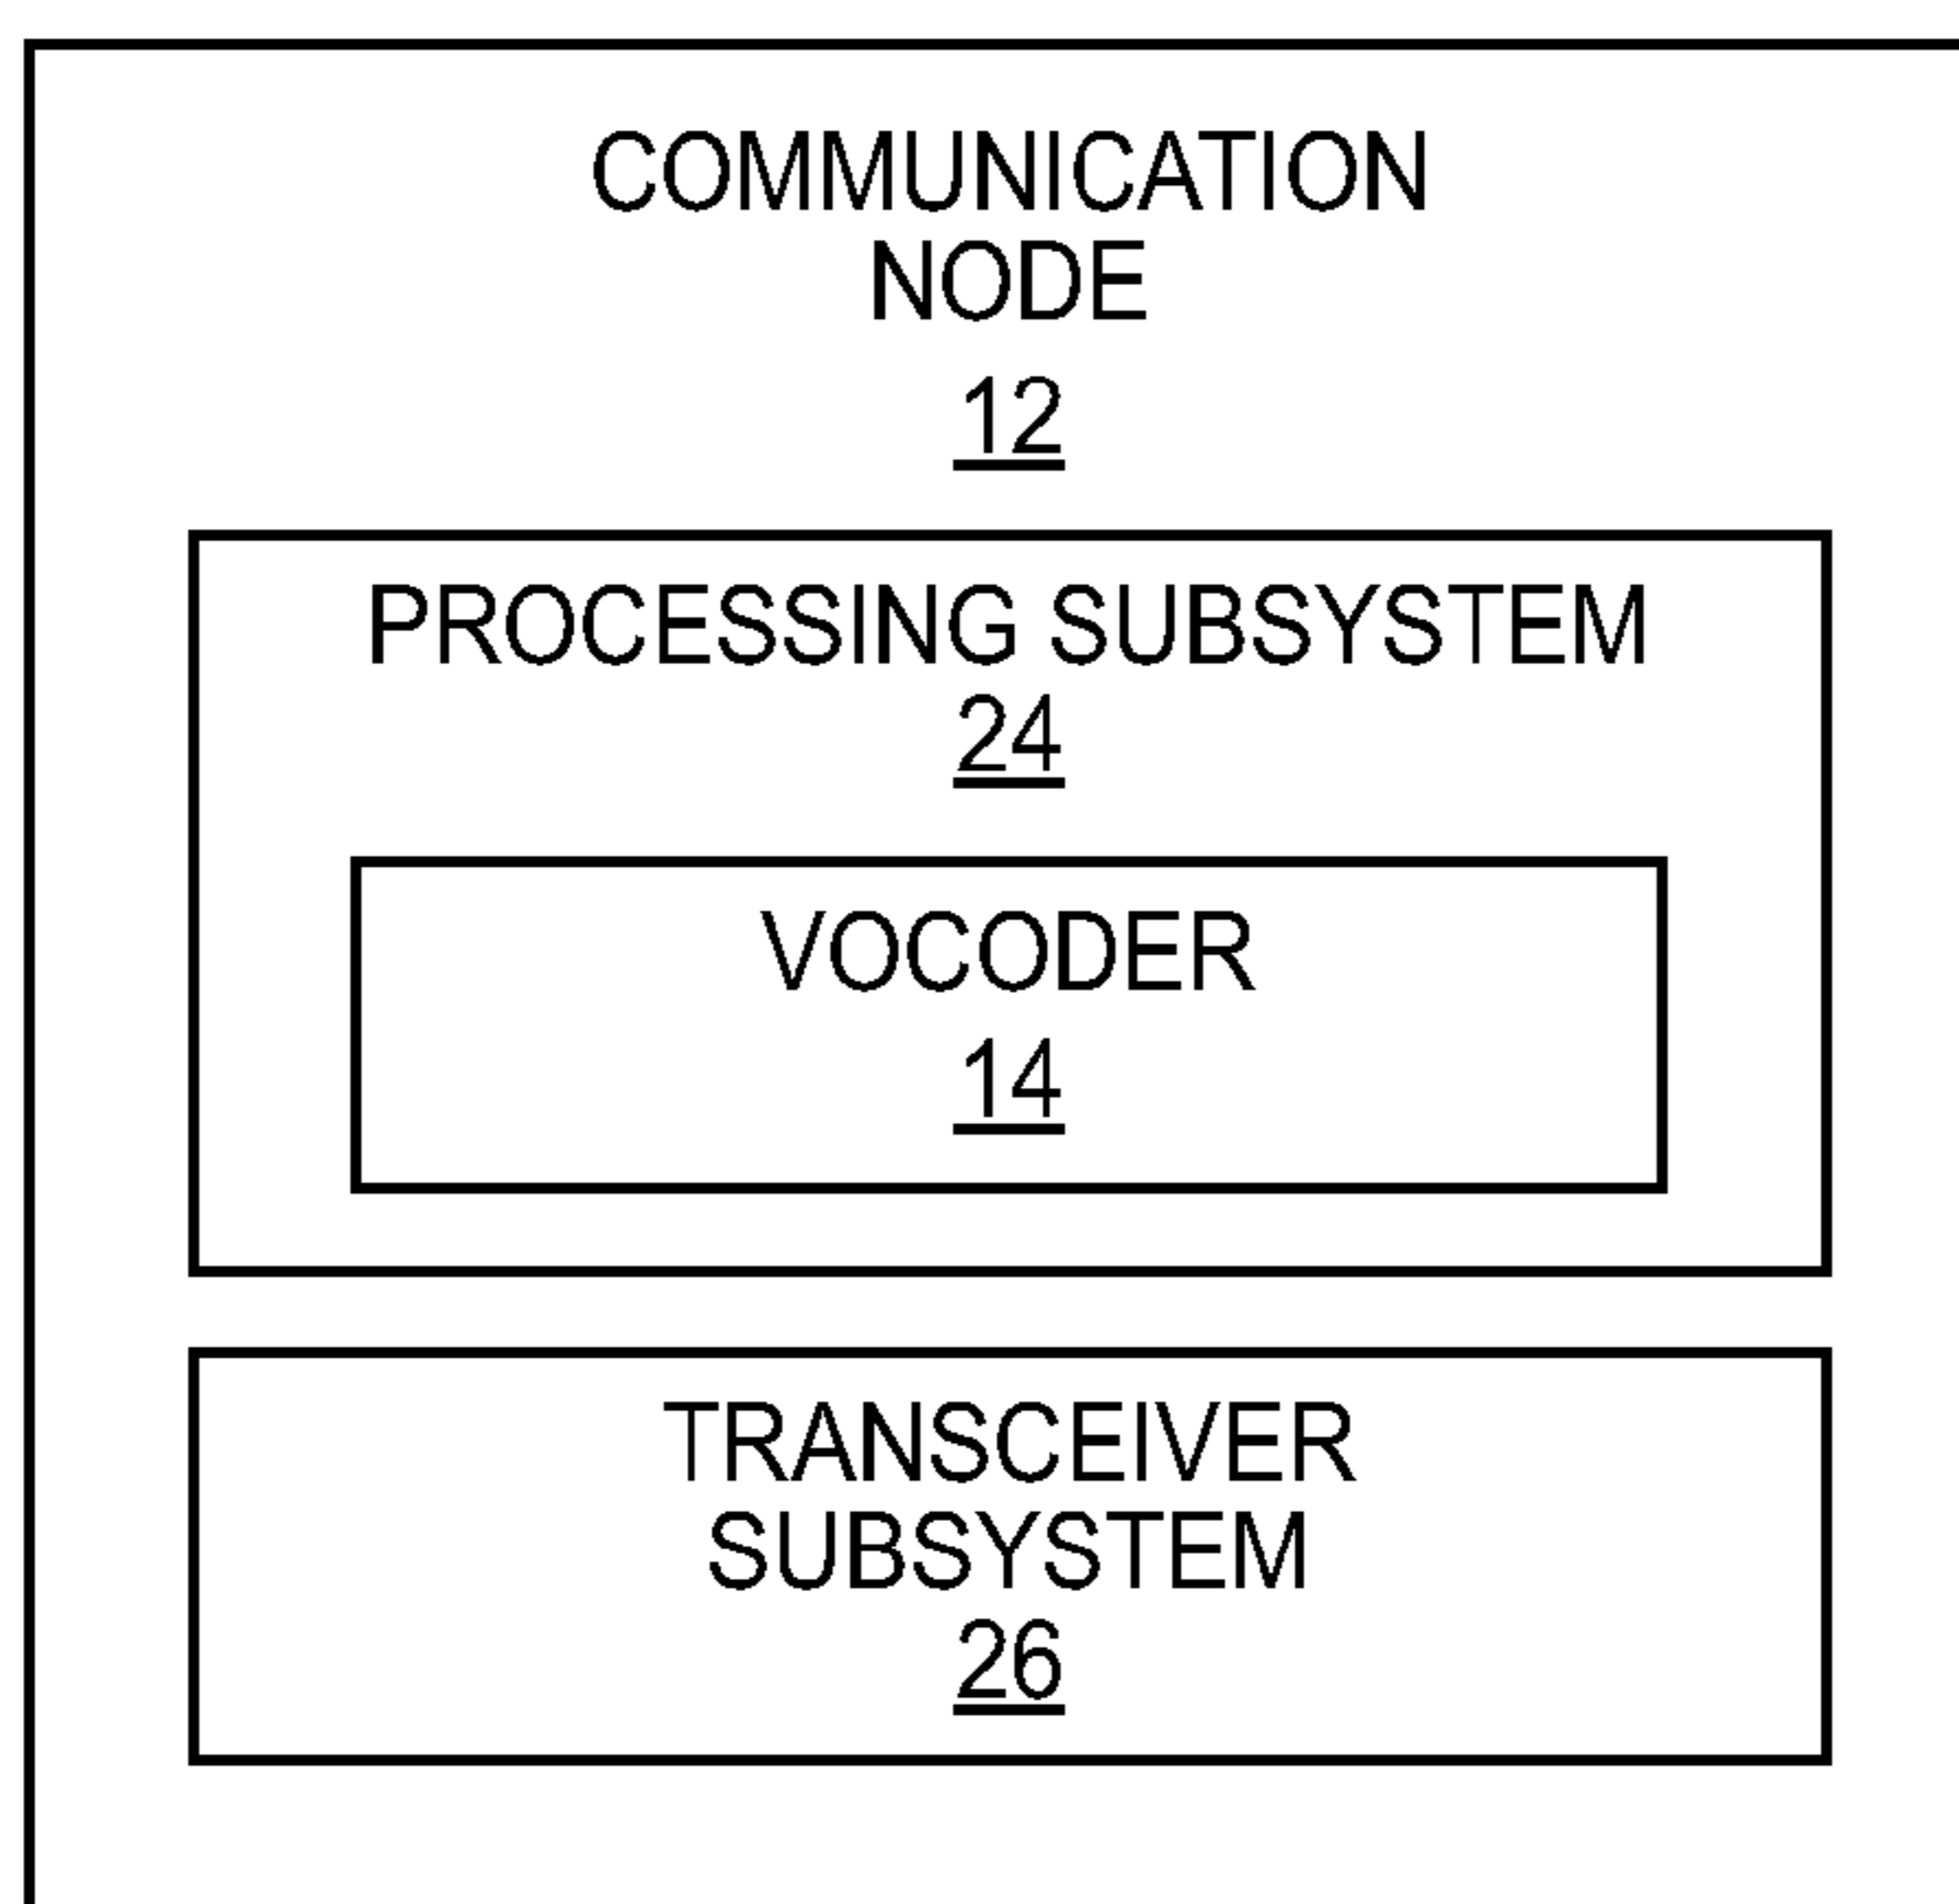 COMMUNICATION
NODE
12
PROCESSING SUBSYSTEM
24
VOCODER
14
TRANSCEIVER
SUBSYSTEM
26